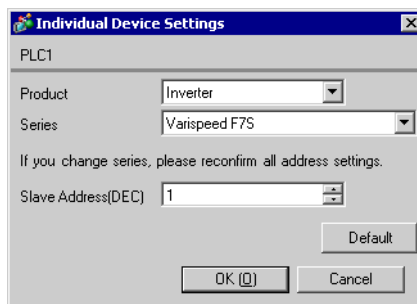 Individual Device Settings
PLC1
Product Inverter
Series Varispeed F7S
If you change series, please reconfirm all address settings.
Slave Address(DEC) 1
Default
OK (O) Cancel